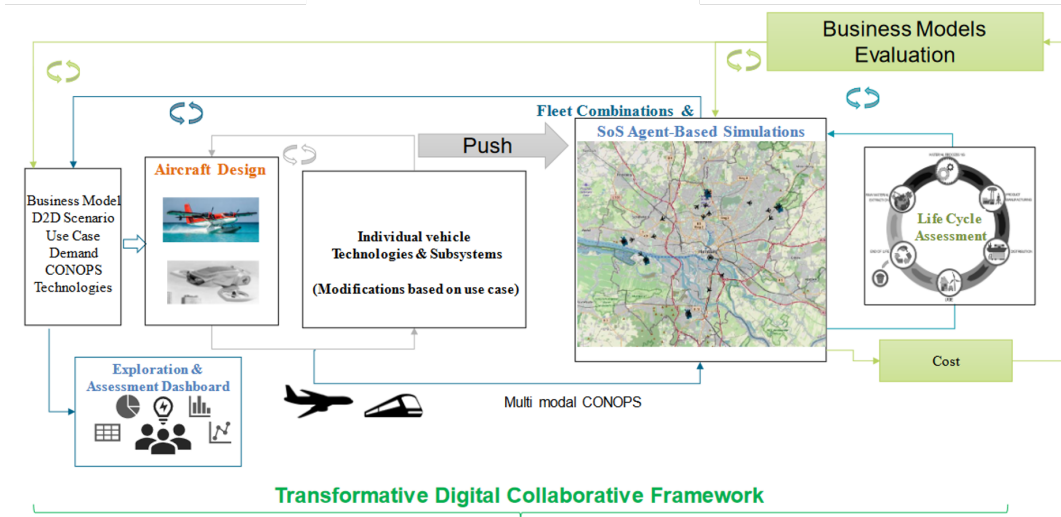 Business Models
Evaluation
Fleet Combinations &
SoS Agent-Based Simulations
Push
Aircraft Design
Business Model
D2D Scenario
Use Case
Demand
CONOPS
Technologies
Individual vehicle
Technologies & Subsystems
(Modifications based on use case)
Life Cycle
Assessment
Cost
Exploration &
Assessment Dashboard
Multi modal CONOPS
Transformative Digital Collaborative Framework